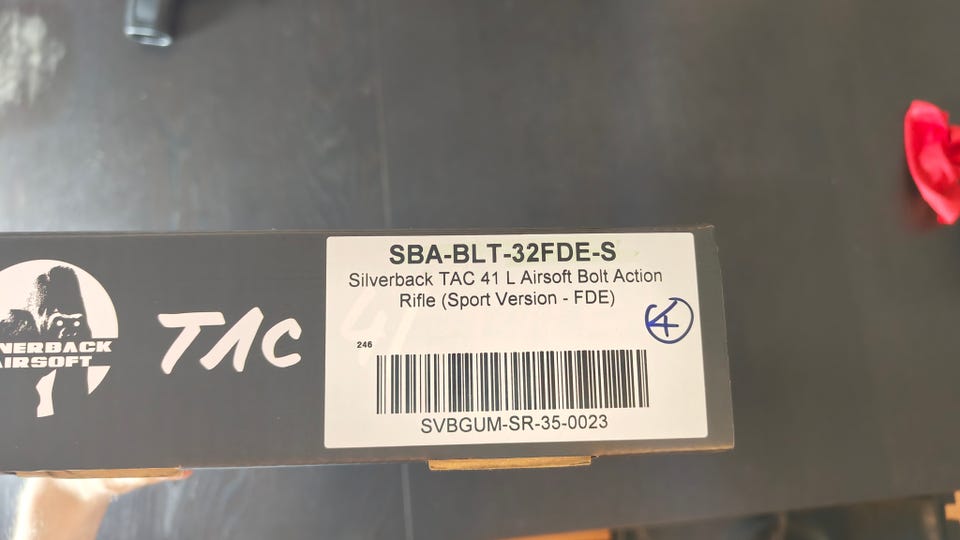 SBA-BLT-32FDE-S
Silverback TAC 41 L Airsoft Bolt Action
Rifle (Sport Version - FDE)
4
246
SVBGUM-SR-35-0023
TAC
AIRSOFT